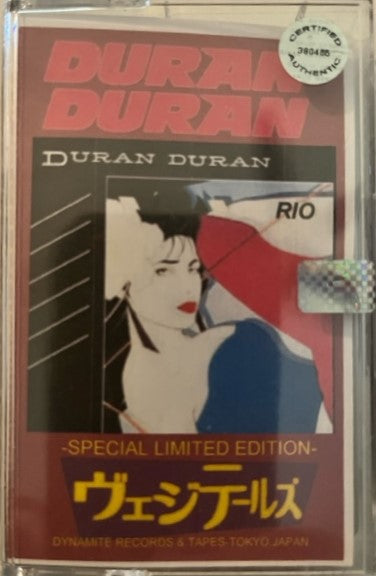 DURAN
DURAN
CERTIFIED
380485
AUTHENTIC
DURAN DURAN
RIO
-SPECIAL LIMITED EDITION-
ヴェジテールズ
DYNAMITE RECORDS & TAPES-TOKYO JAPAN